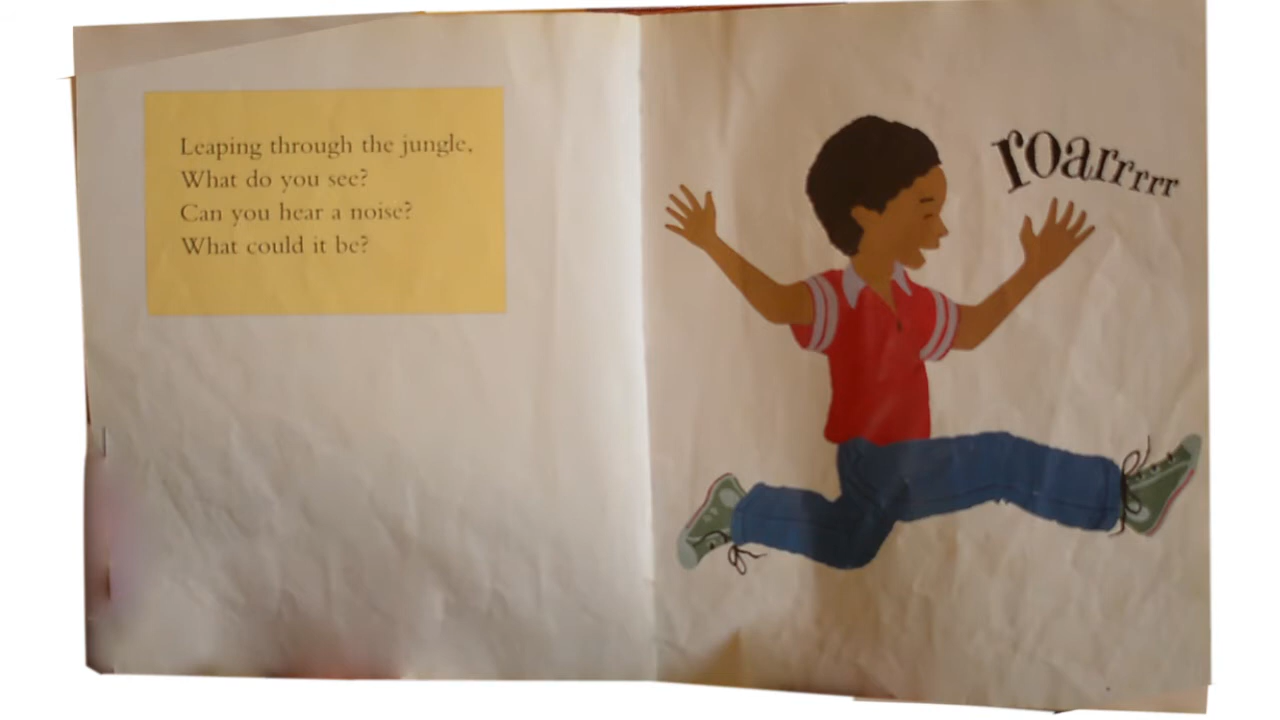 Leaping through the jungle,
What do you see?
Can you hear a noise?
What could it be?
roarrrrr